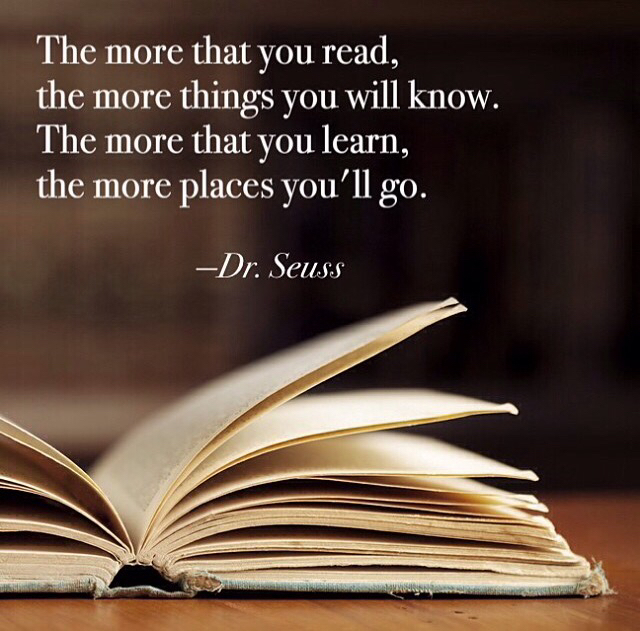 The more that you read,
the more things you will know.
The more that you learn,
the more places you'll go.
–Dr. Seuss